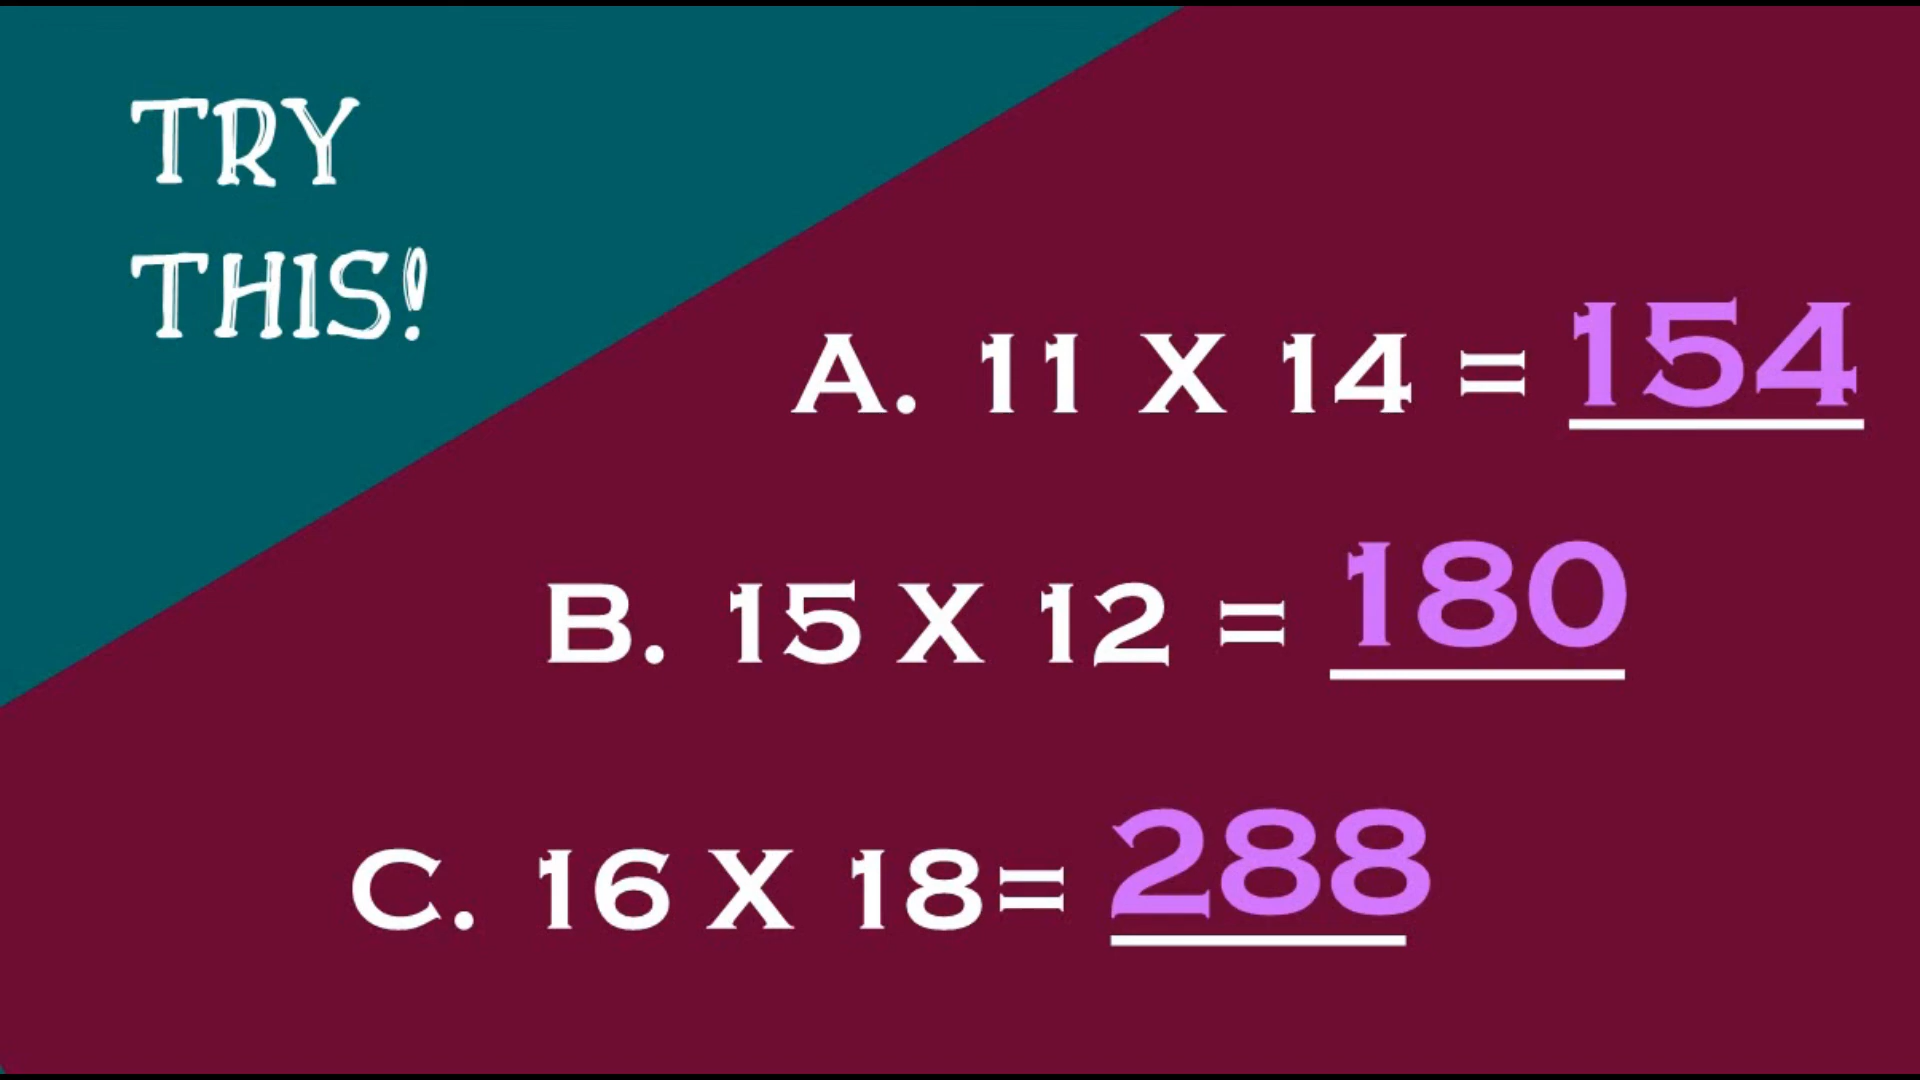 TRY
THIS!
A. 11 X 14 = 154
B. 15 X 12 = 180
C. 16 X 18= 288